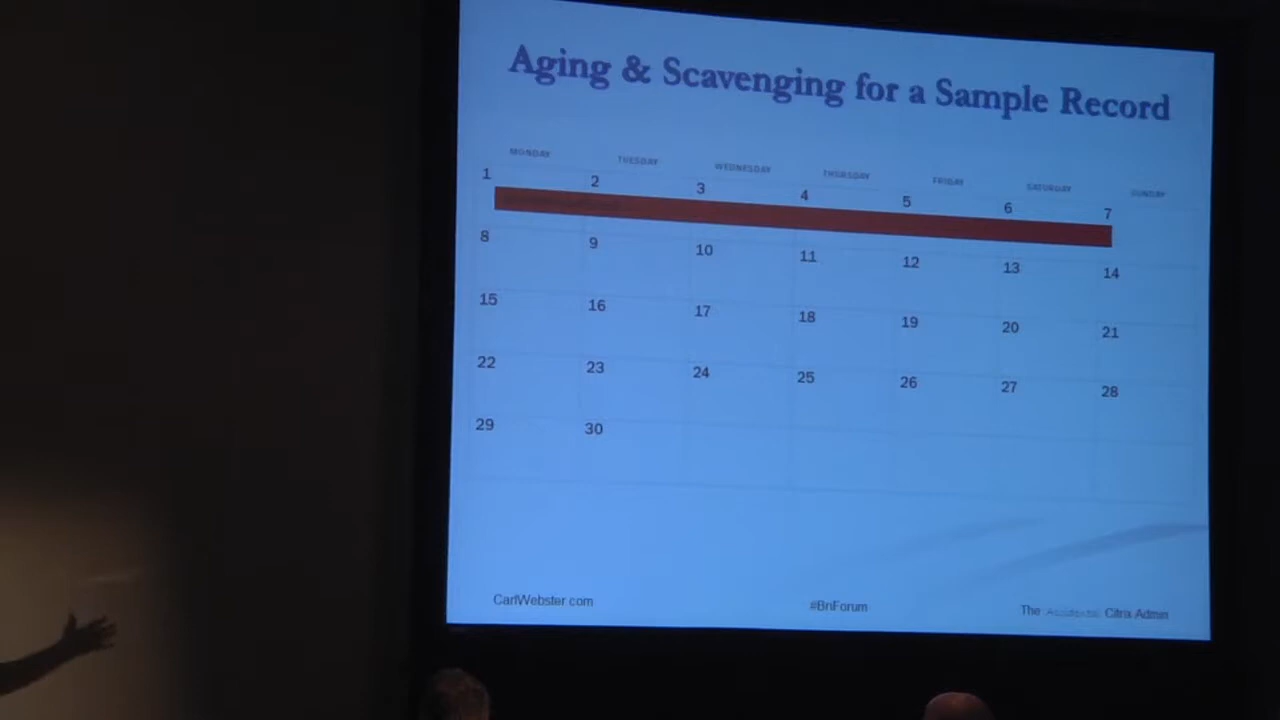 Aging & Scavenging for a Sample Record
MONDAY TUESDAY WEDNESDAY THURSDAY FRIDAY SATURDAY SUNDAY
1 2 3 4 5 6 7
8 9 10 11 12 13 14
15 16 17 18 19 20 21
22 23 24 25 26 27 28
29 30
CarlWebster.com #BriForum The Accidental Citrix Admin